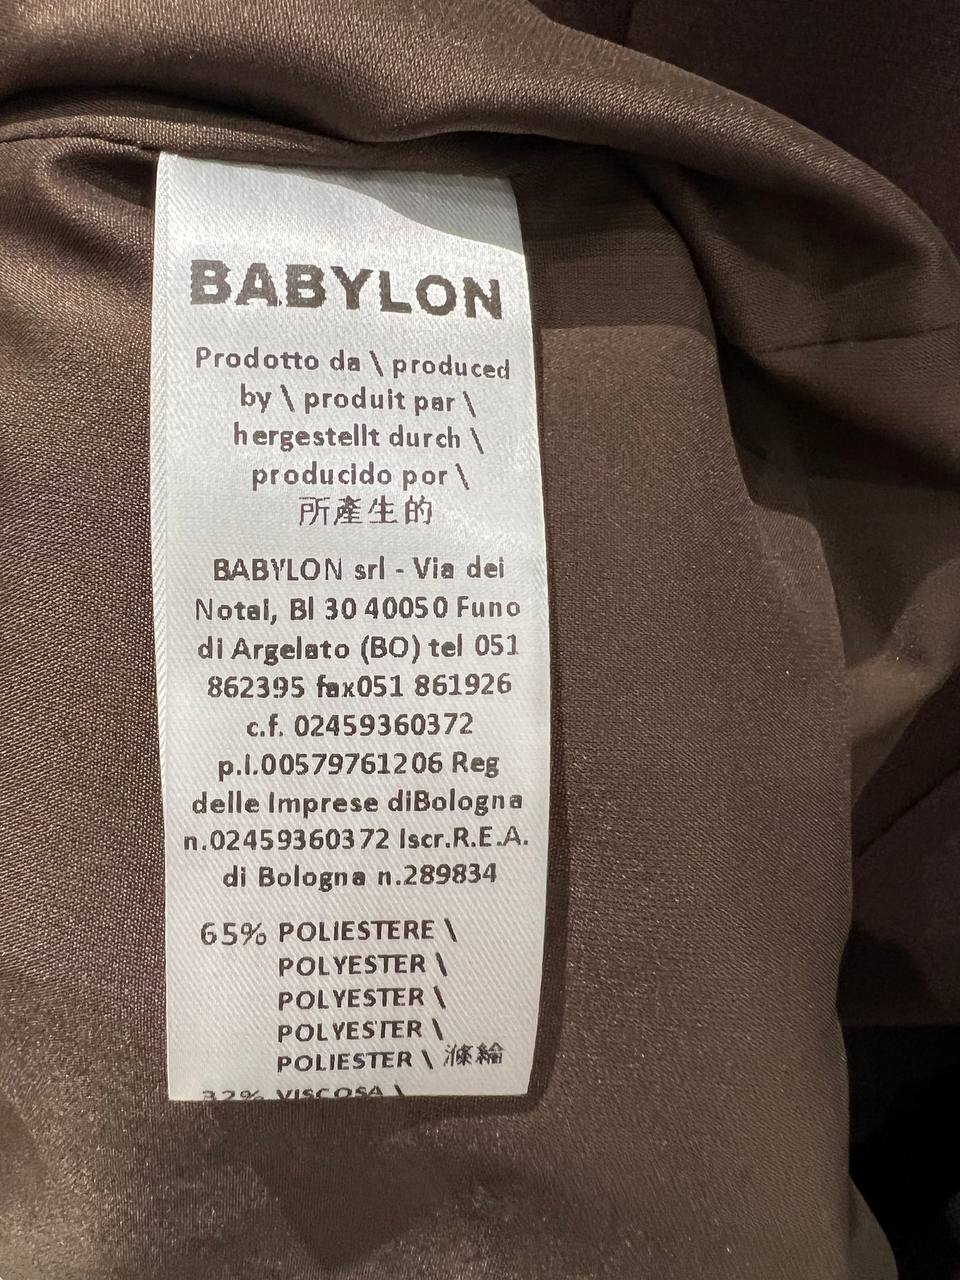 BABYLON
Prodotto da \ produced
by \ produit par \
hergestellt durch \
producido por \
所產生的
BABYLON srl - Via dei
Notai, Bl 30 40050 Funo
di Argelato (BO) tel 051
862395 fax051 861926
c.f. 02459360372
p.i.00579761206 Reg
delle Imprese diBologna
n.02459360372 Iscr.R.E.A.
di Bologna n.289834
65% POLIESTERE \
POLYESTER \
POLYESTER \
POLYESTER \
POLIESTER \ 滌綸
32% VISCOSA \